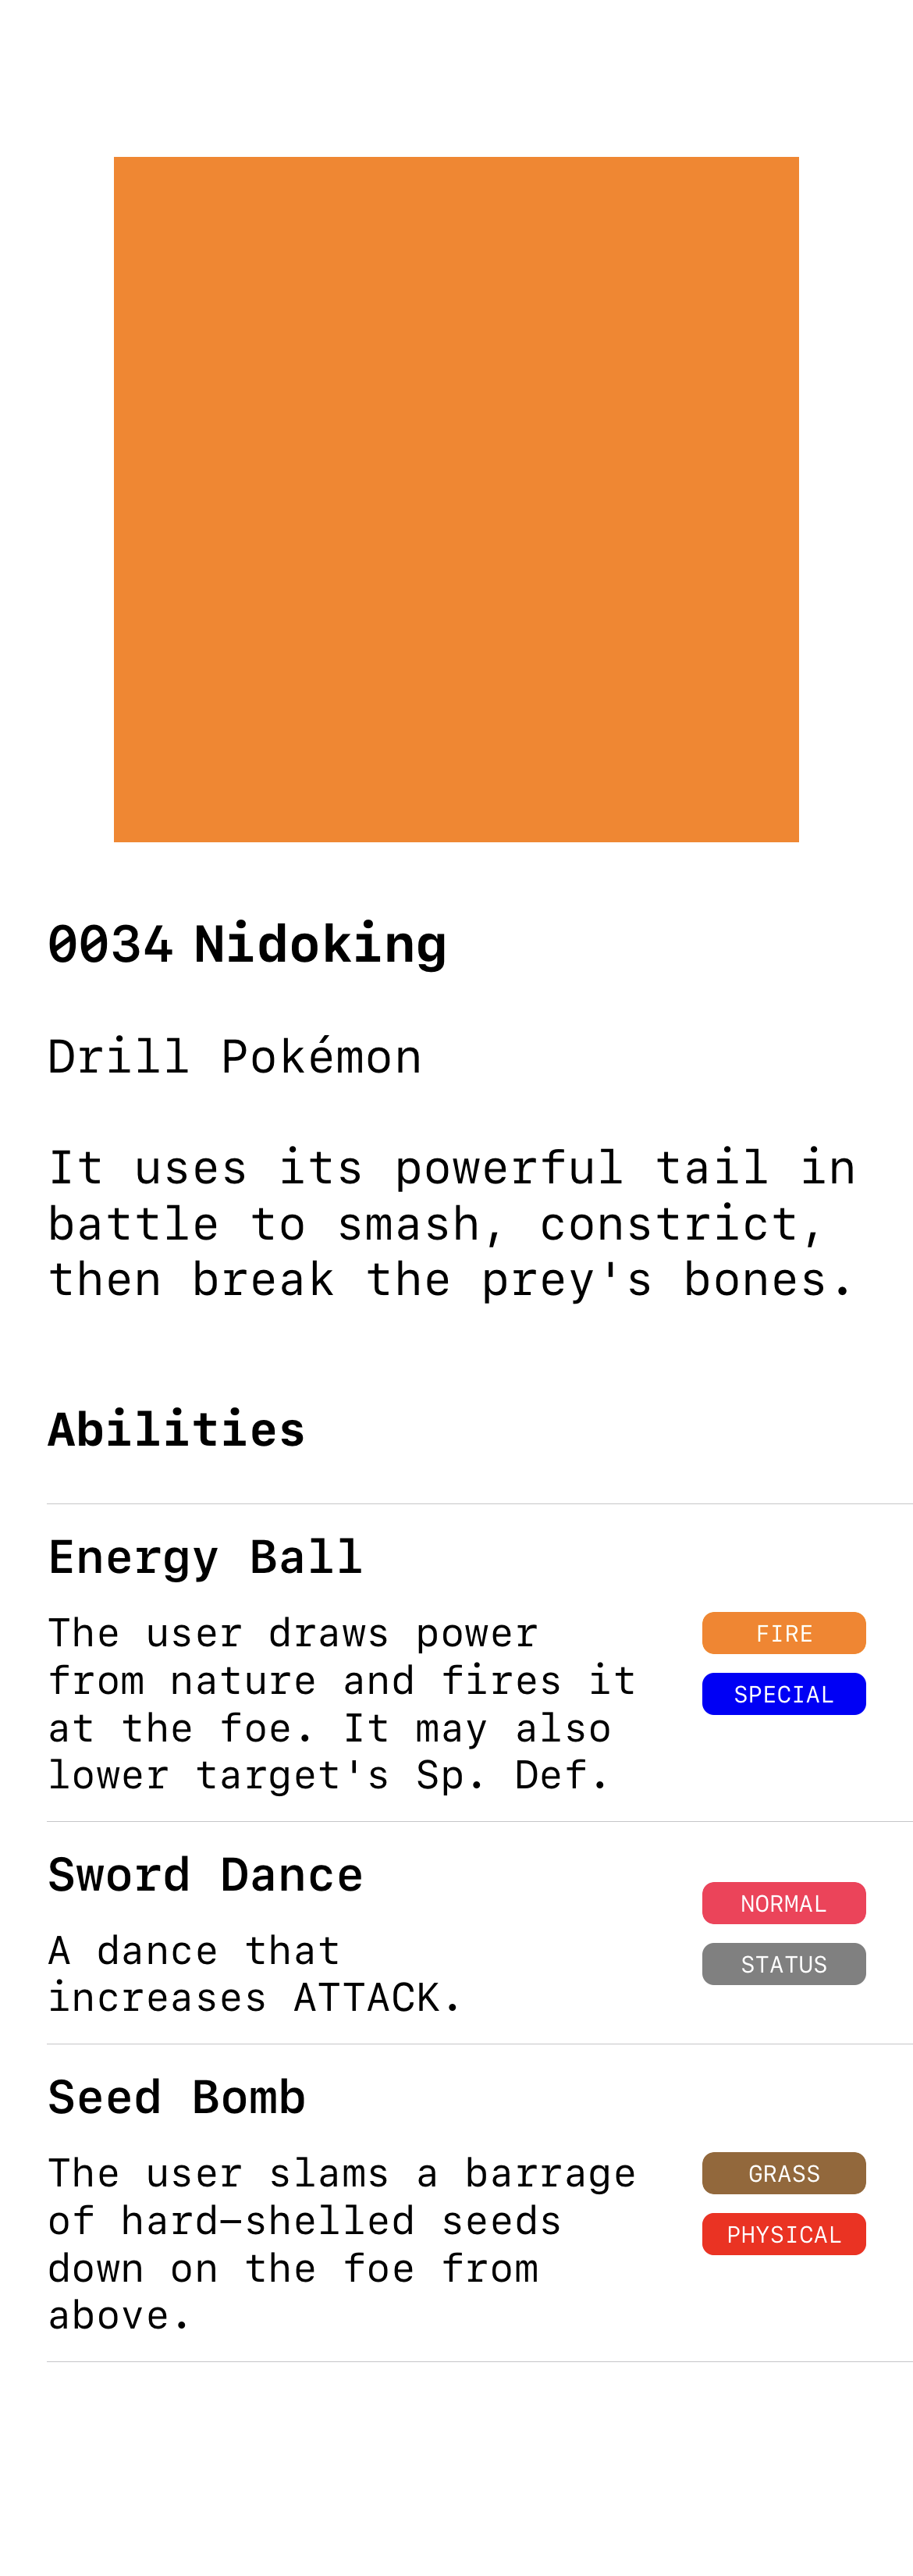 0034 Nidoking
Drill Pokémon
It uses its powerful tail in
battle to smash, constrict,
then break the prey's bones.
Abilities
Energy Ball
The user draws power
from nature and fires it
at the foe. It may also
lower target's Sp. Def.
FIRE
SPECIAL
Sword Dance
A dance that
increases ATTACK.
NORMAL
STATUS
Seed Bomb
The user slams a barrage
of hard-shelled seeds
down on the foe from
above.
GRASS
PHYSICAL